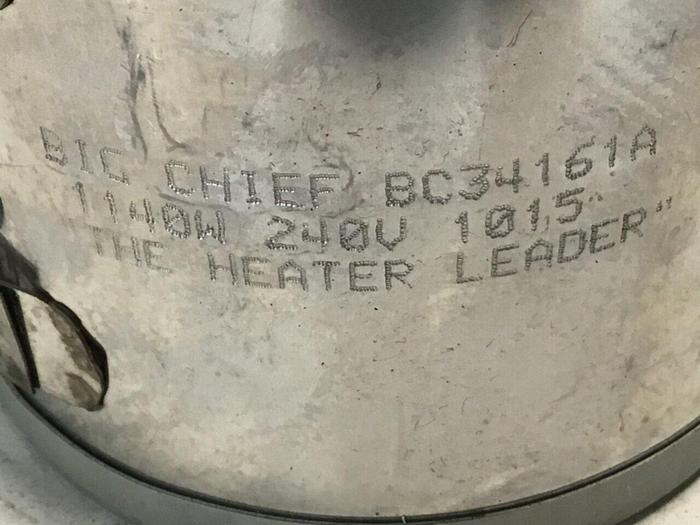 BIG CHIEF BC34161A
1140W 240V 1015
THE HEATER LEADER"